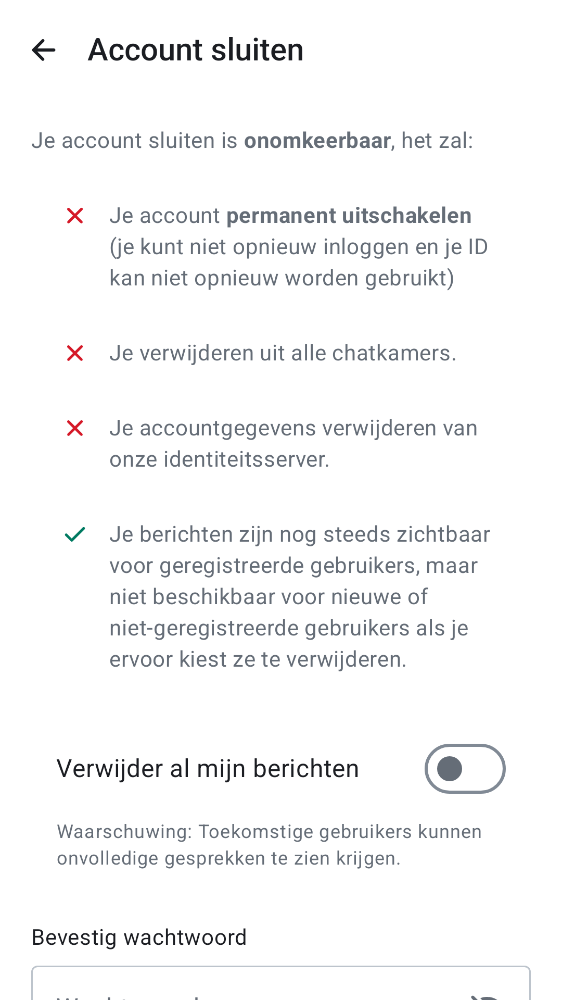 Account sluiten
Je account sluiten is onomkeerbaar, het zal:
Je account permanent uitschakelen
(je kunt niet opnieuw inloggen en je ID
kan niet opnieuw worden gebruikt)
Je verwijderen uit alle chatkamers.
Je accountgegevens verwijderen van
onze identiteitsserver.
Je berichten zijn nog steeds zichtbaar
voor geregistreerde gebruikers, maar
niet beschikbaar voor nieuwe of
niet-geregistreerde gebruikers als je
ervoor kiest ze te verwijderen.
Verwijder al mijn berichten
Waarschuwing: Toekomstige gebruikers kunnen
onvolledige gesprekken te zien krijgen.
Bevestig wachtwoord